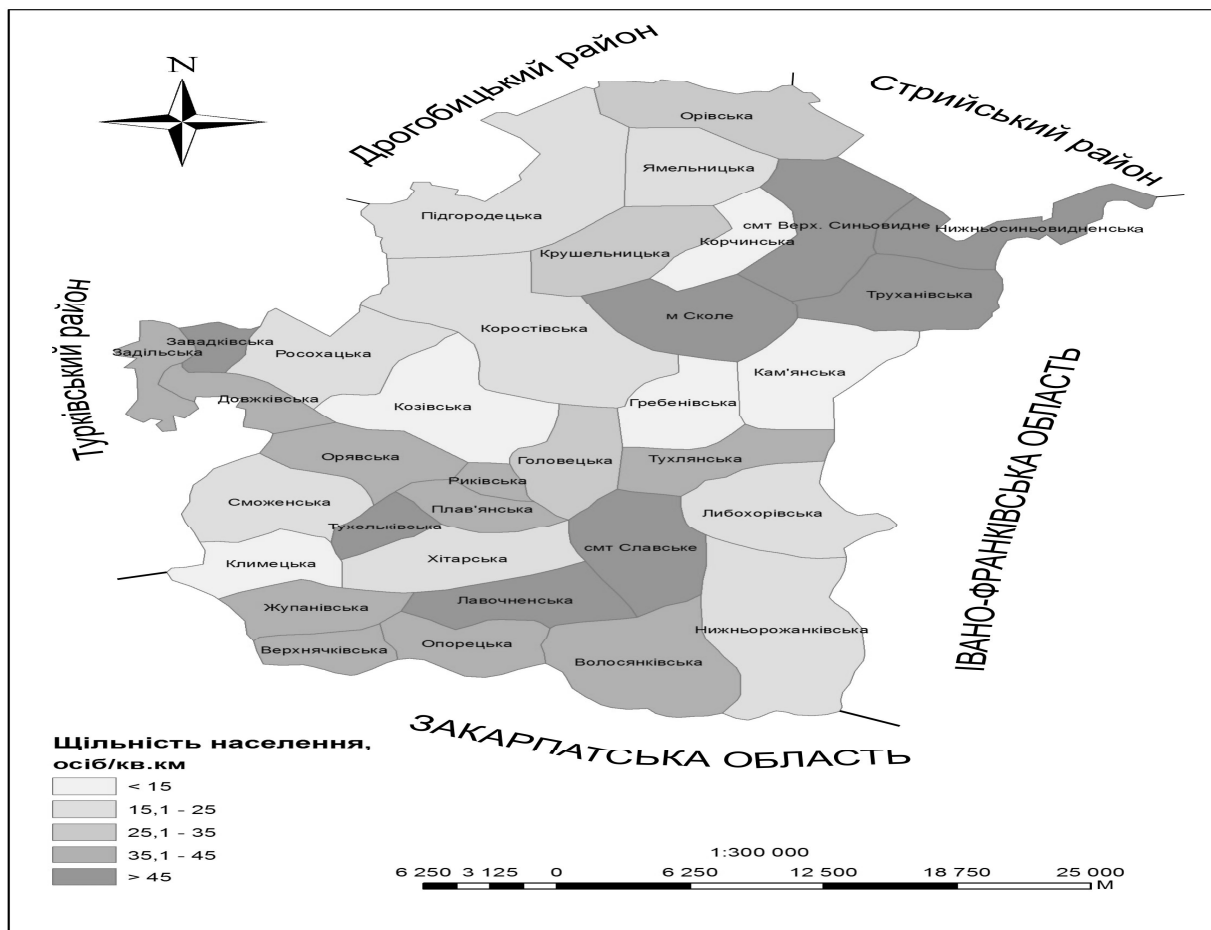 N
Дрогобицький район
Стрийський район
Орівська
Ямельницька
Підгородецька
смт Верх. Синьовидне
Нижньосиньовидненська
Корчинська
Крушельницька
Труханівська
м Сколе
Коростівська
Турківський район
Завадківська
Задільська
Росохацька
Кам'янська
Довжківська
Козівська
Гребенівська
ІВАНО-ФРАНКІВСЬКА ОБЛАСТЬ
Орявська
Головецька
Тухлянська
Риківська
Сможенська
Плав'янська
Либохорівська
Тухольківська
смт Славське
Хітарська
Климецька
Жупанівська
Лавочненська
Нижньорожанківська
Опорецька
Верхнячківська
Волосянківська
ЗАКАРПАТСЬКА ОБЛАСТЬ
Щільність населення,
осіб/кв.км
< 15
15,1 - 25
25,1 - 35
35,1 - 45
> 45
1:300 000
6 250 3 125 0 6 250 12 500 18 750 25 000
М